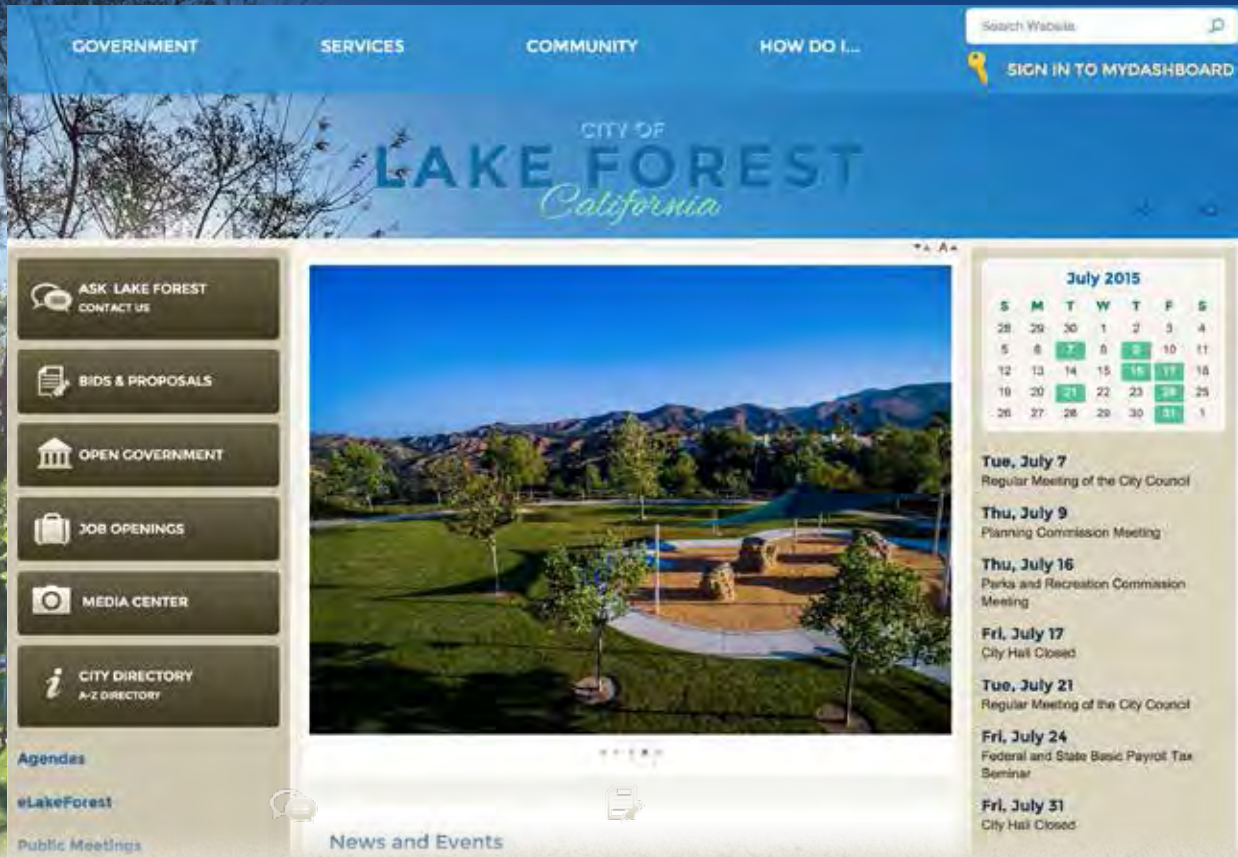 GOVERNMENT
SERVICES
COMMUNITY
HOW DO I...
Search Website
SIGN IN TO MYDASHBOARD
CITY OF
LAKE FOREST
California
ASK LAKE FOREST
CONTACT US
BIDS & PROPOSALS
OPEN GOVERNMENT
JOB OPENINGS
MEDIA CENTER
CITY DIRECTORY
A-Z DIRECTORY
Agendas
eLakeForest
Public Meetings
News and Events
July 2015
S M T W T F S
28 29 30 1 2 3 4
5 6 7 8 9 10 11
12 13 14 15 16 17 18
19 20 21 22 23 24 25
26 27 28 29 30 31 1
Tue, July 7
Regular Meeting of the City Council
Thu, July 9
Planning Commission Meeting
Thu, July 16
Parks and Recreation Commission
Meeting
Fri, July 17
City Hall Closed
Tue, July 21
Regular Meeting of the City Council
Fri, July 24
Federal and State Basic Payroll Tax
Seminar
Fri, July 31
City Hall Closed